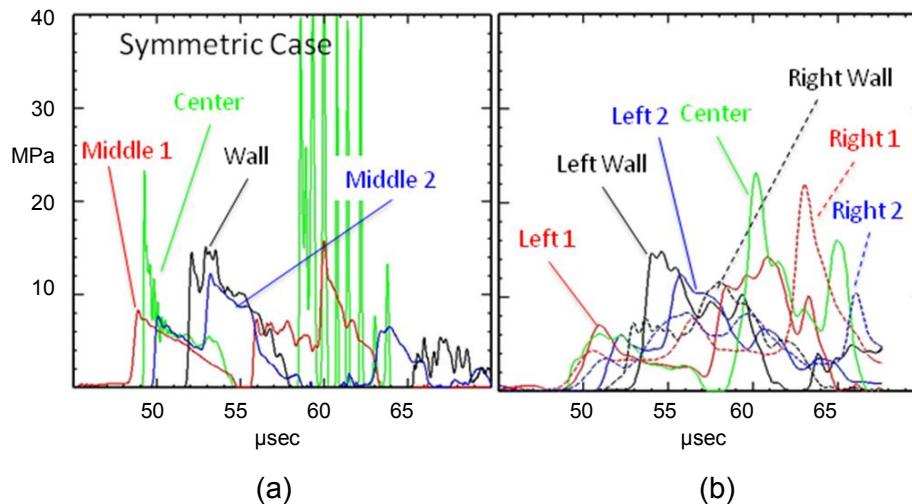 Symmetric Case
40
30
MPa
20
10
Center
Middle 1
Wall
Middle 2
50 55 60 65
μsec
(a)
Right Wall
Left 2
Center
Right 1
Left Wall
Right 2
Left 1
50 55 60 65
μsec
(b)